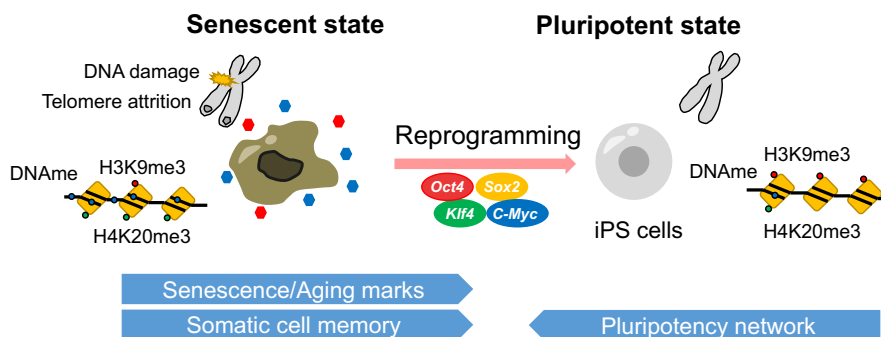 Senescent state
Pluripotent state
DNA damage
Telomere attrition
Reprogramming
DNAme
H3K9me3
H4K20me3
Oct4
Sox2
Klf4
C-Myc
iPS cells
DNAme
H3K9me3
H4K20me3
Senescence/Aging marks
Somatic cell memory
Pluripotency network